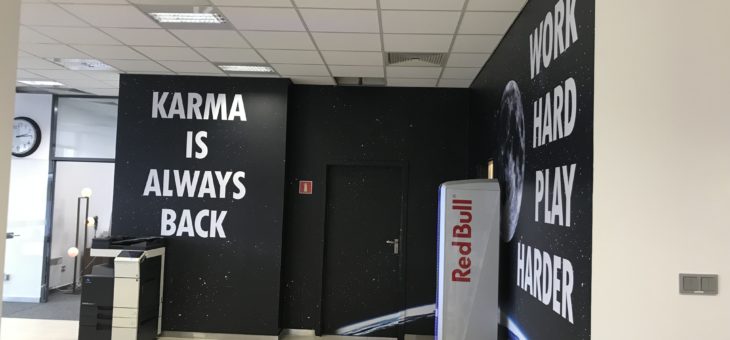 KARMA
IS
ALWAYS
BACK
WORK
HARD
PLAY
HARDER
Red Bull